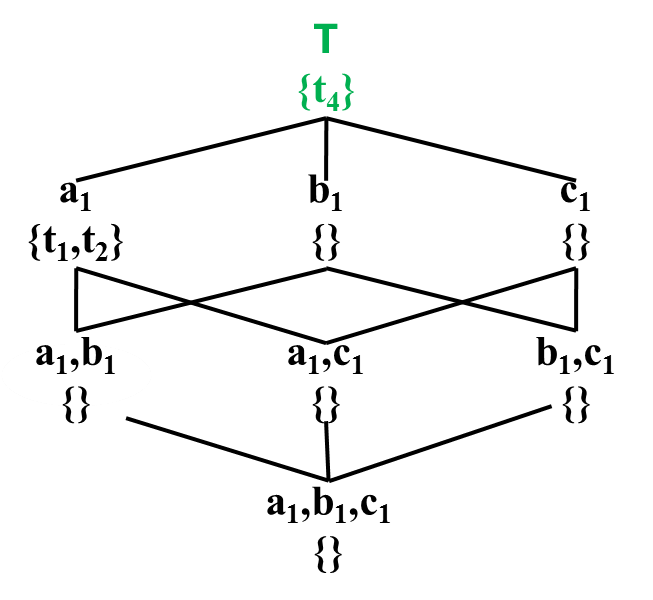 T
{t₄}
a₁ b₁ c₁
{t₁,t₂} {} {}
a₁,b₁ a₁,c₁ b₁,c₁
{} {} {}
a₁,b₁,c₁
{}